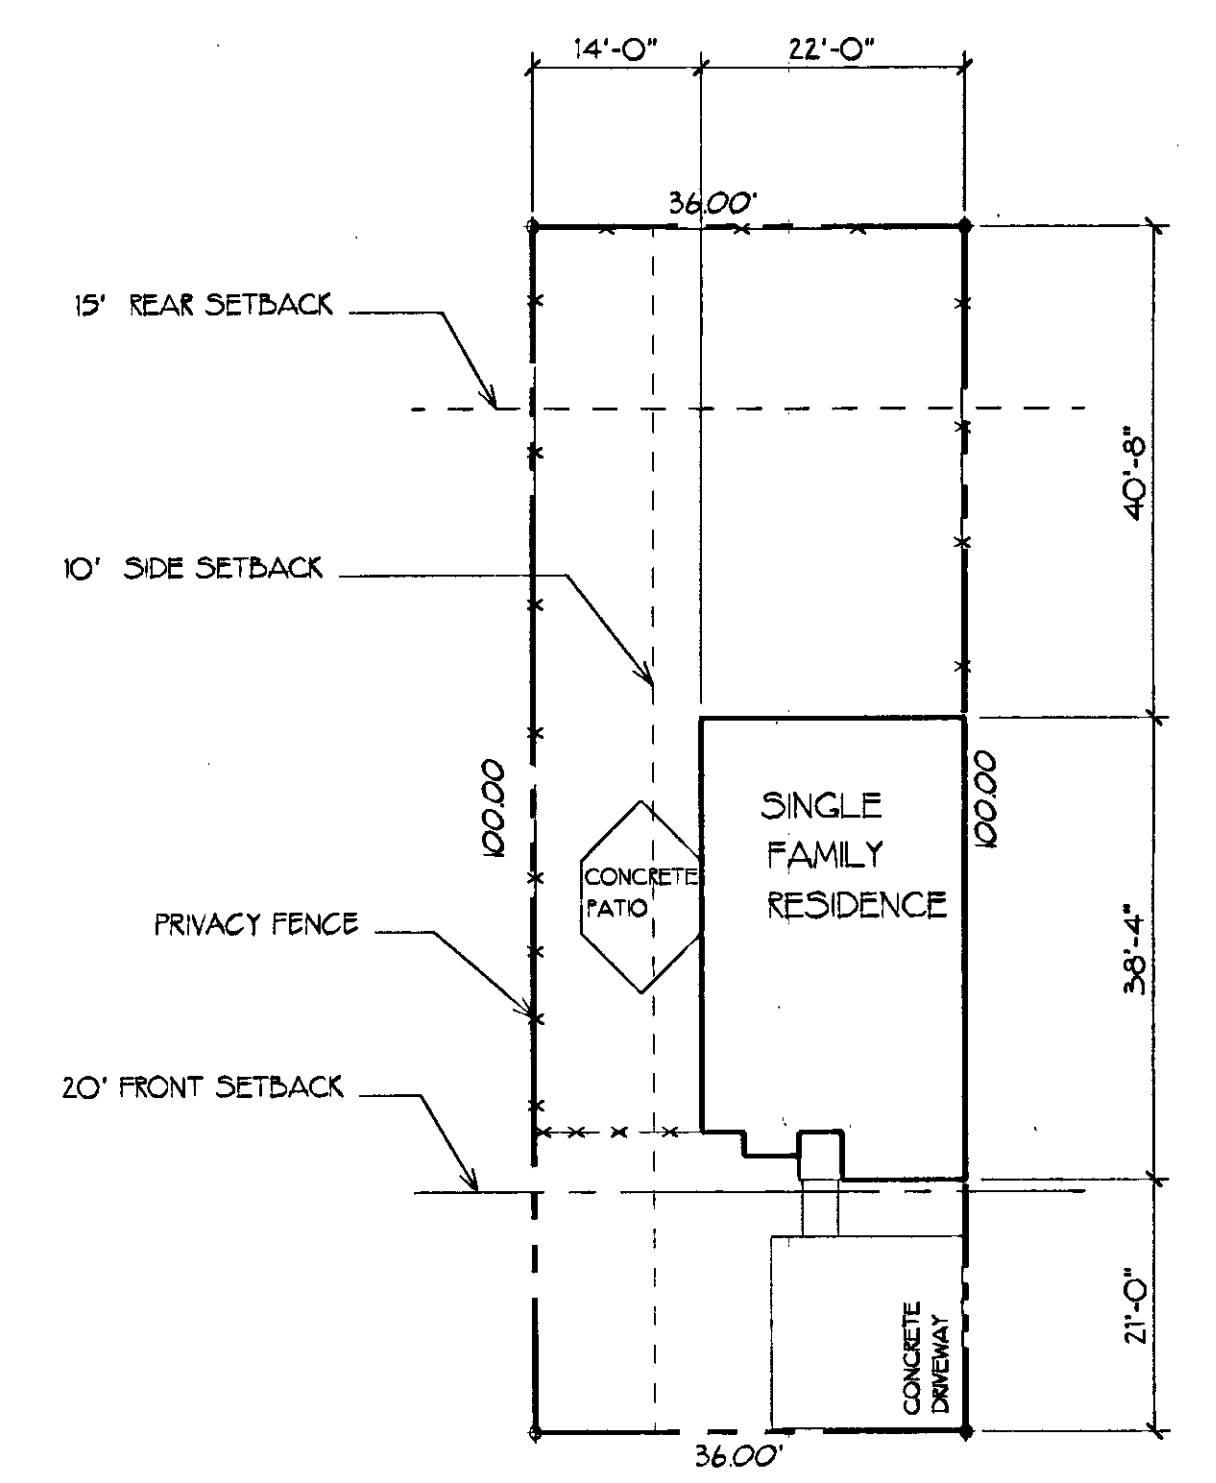 14'-0"
22'-0"
36.00'
15' REAR SETBACK
40'-8"
10' SIDE SETBACK
100.00
100.00
SINGLE
FAMILY
RESIDENCE
CONCRETE
PATIO
PRIVACY FENCE
38'-4"
20' FRONT SETBACK
21'-0"
CONCRETE
DRIVEWAY
36.00'